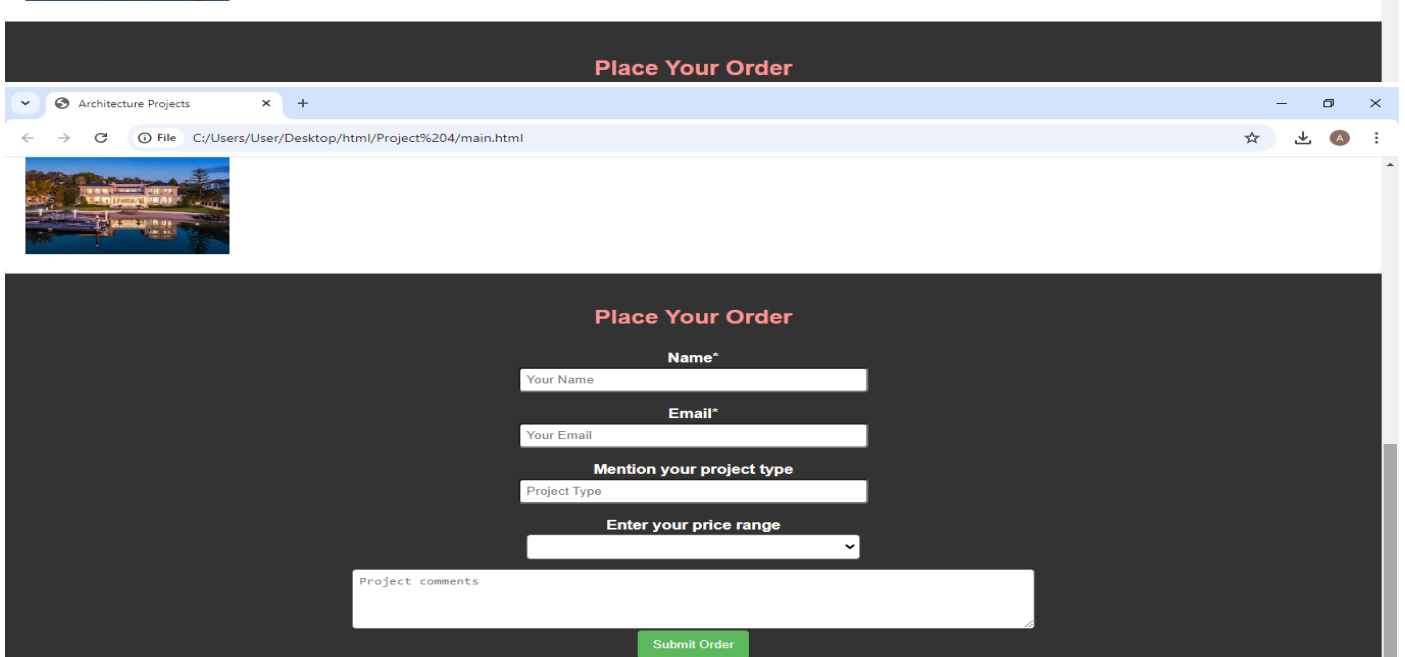 Place Your Order
Architecture Projects
File C:/Users/User/Desktop/html/Project%204/main.html
A
Place Your Order
Name*
Your Name
Email*
Your Email
Mention your project type
Project Type
Enter your price range
Project comments
Submit Order